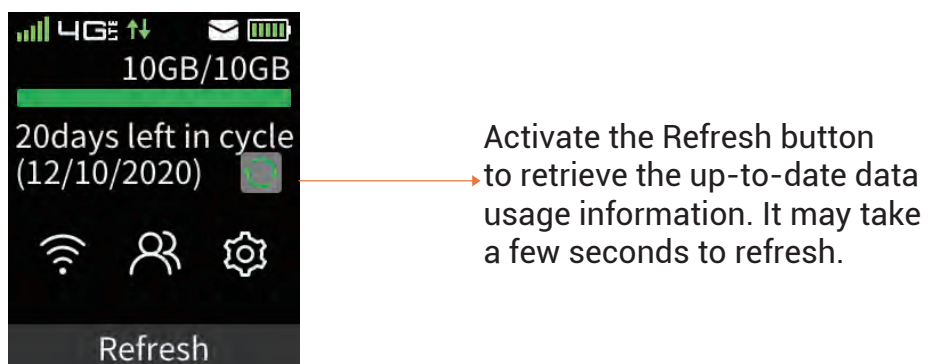 4G LTE
10GB/10GB
20days left in cycle
(12/10/2020)
Refresh
Activate the Refresh button
to retrieve the up-to-date data
usage information. It may take
a few seconds to refresh.